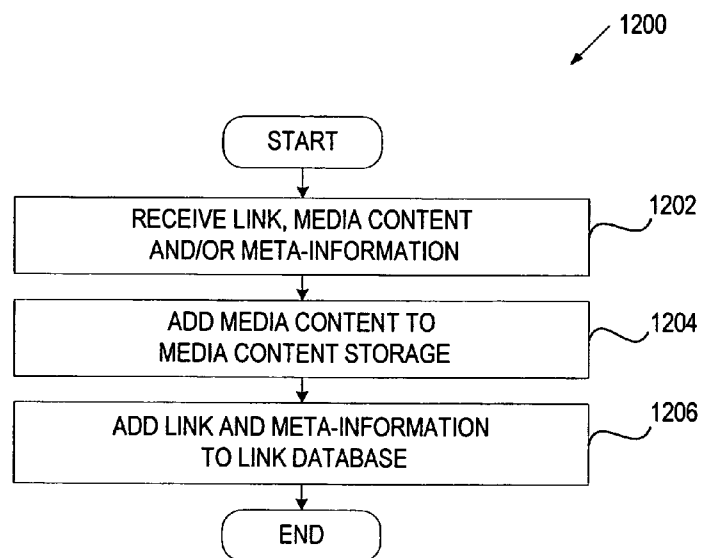 1200
START
RECEIVE LINK, MEDIA CONTENT
AND/OR META-INFORMATION
1202
ADD MEDIA CONTENT TO
MEDIA CONTENT STORAGE
1204
ADD LINK AND META-INFORMATION
TO LINK DATABASE
1206
END